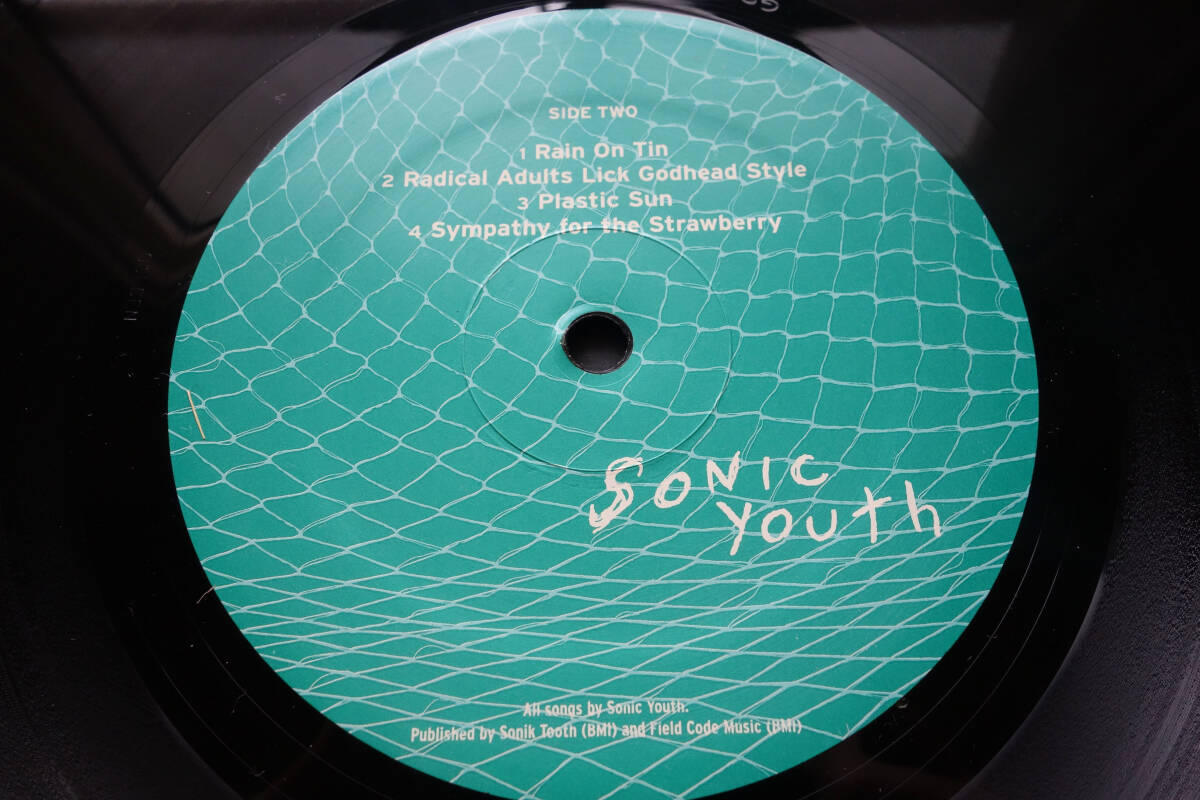 SIDE TWO
1 Rain On Tin
2 Radical Adults Lick Godhead Style
3 Plastic Sun
4 Sympathy for the Strawberry
SONIC
YOUTH
All songs by Sonic Youth.
Published by Sonik Tooth (BMI) and Field Code Music (BMI)